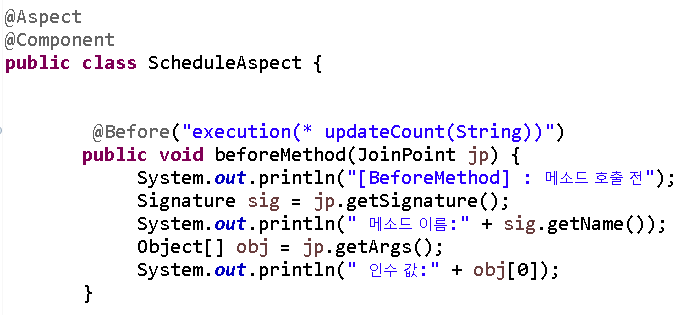 @Aspect
@Component
public class ScheduleAspect {
@Before("execution(* updateCount(String))")
public void beforeMethod(JoinPoint jp) {
System.out.println("[BeforeMethod] : 메소드 호출 전");
Signature sig = jp.getSignature();
System.out.println(" 메소드 이름:" + sig.getName());
Object[] obj = jp.getArgs();
System.out.println(" 인수 값:" + obj[0]);
}